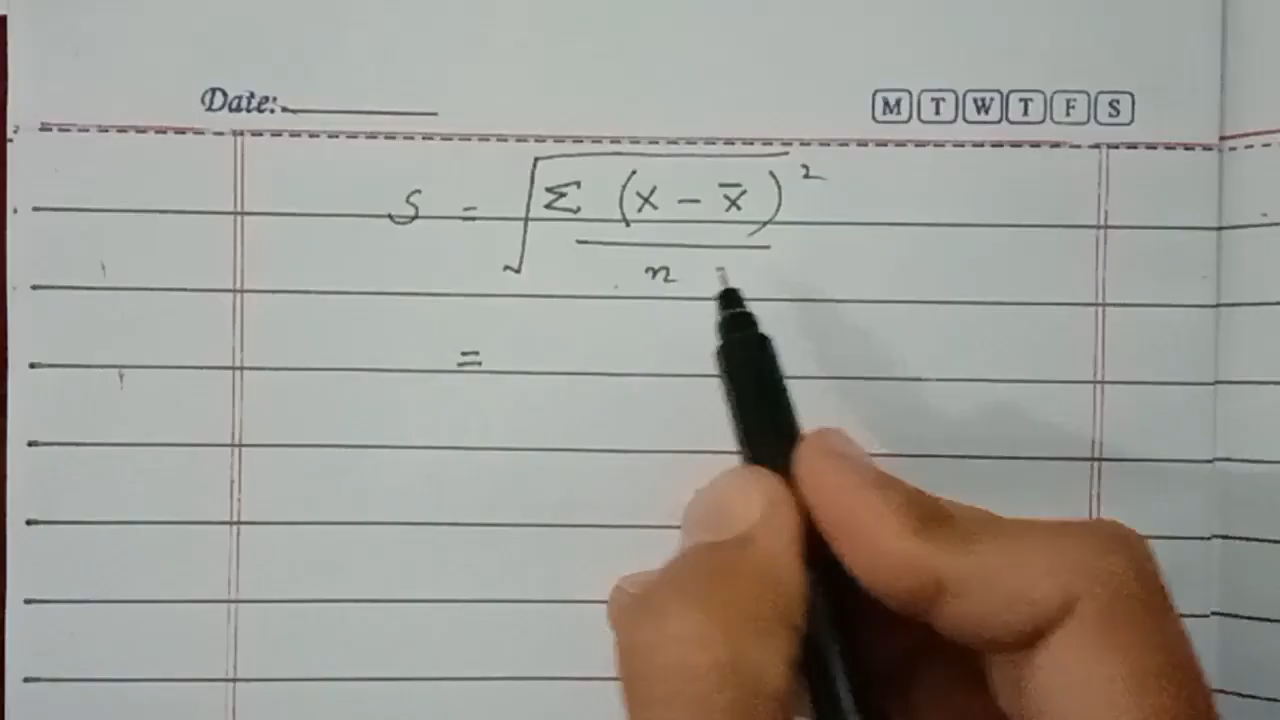 Date:
M T W T F S
S = √(Σ (x - x̄)² / n)
=